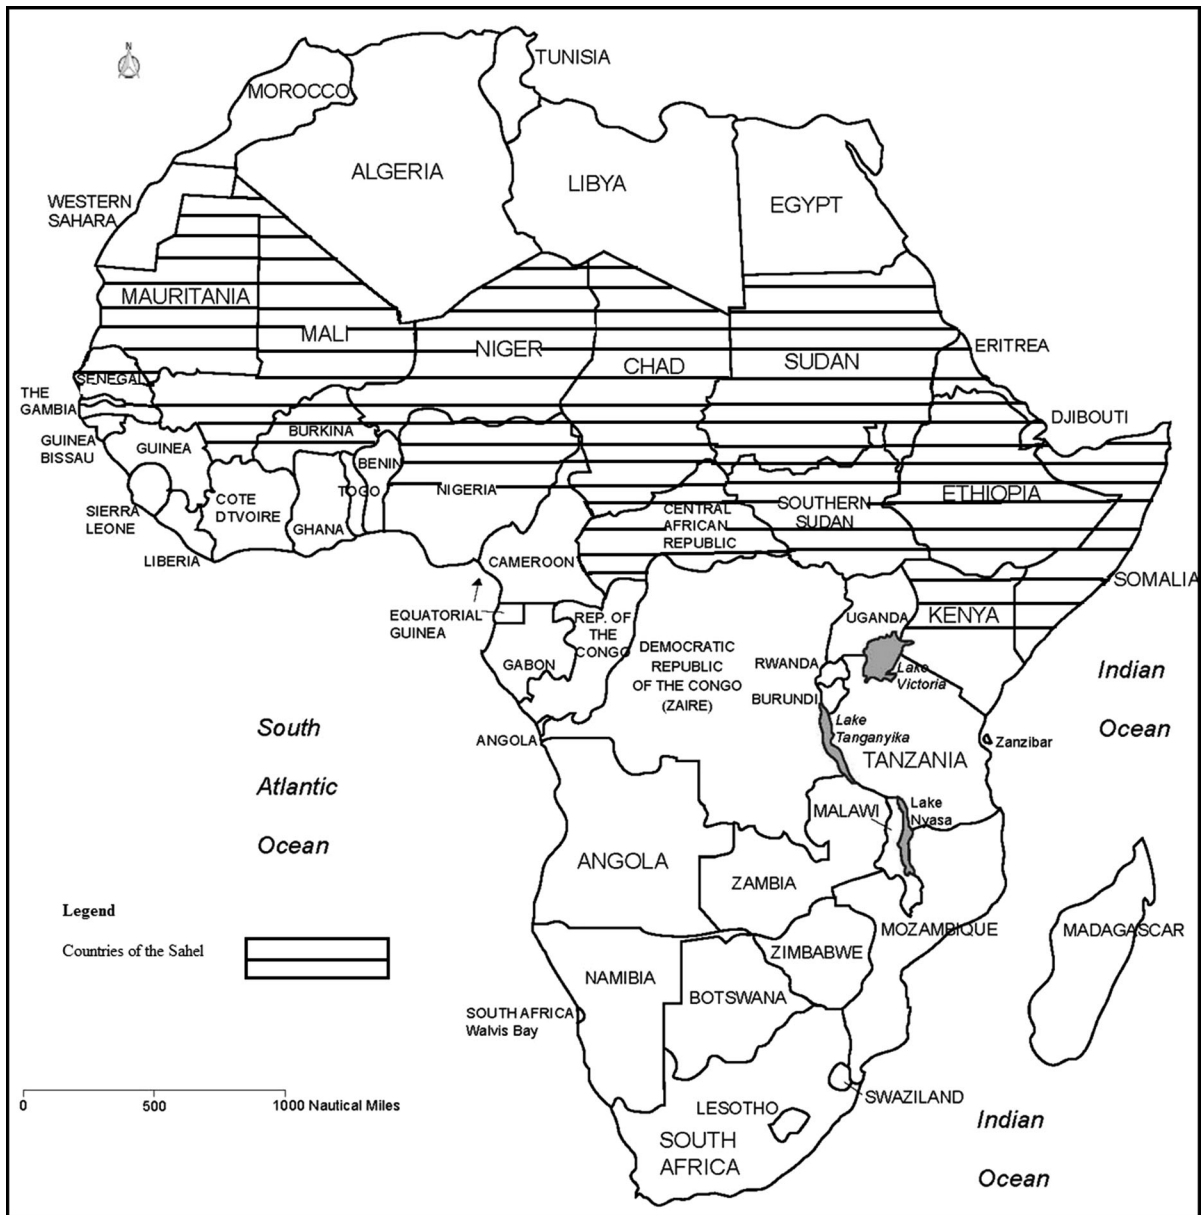 N
TUNISIA
MOROCCO
ALGERIA
LIBYA
EGYPT
WESTERN
SAHARA
MAURITANIA
MALI
NIGER
CHAD
SUDAN
ERITREA
SENEGAL
THE
GAMBIA
DJIBOUTI
GUINEA
BISSAU
GUINEA
BURKINA
BENIN
TOGO
NIGERIA
COTE
DTVOIRE
GHANA
SIERRA
LEONE
LIBERIA
CENTRAL
AFRICAN
REPUBLIC
SOUTHERN
SUDAN
ETHIOPIA
SOMALIA
CAMEROON
EQUATORIAL
GUINEA
REP. OF
THE
CONGO
GABON
UGANDA
KENYA
DEMOCRATIC
REPUBLIC
OF THE CONGO
(ZAIRE)
RWANDA
BURUNDI
Lake
Victoria
Indian
Ocean
Lake
Tanganyika
TANZANIA
Zanzibar
South
Atlantic
Ocean
ANGOLA
MALAWI
Lake
Nyasa
ANGOLA
ZAMBIA
MOZAMBIQUE
MADAGASCAR
Legend
Countries of the Sahel
ZIMBABWE
NAMIBIA
BOTSWANA
SOUTH AFRICA
Walvis Bay
0 500 1000 Nautical Miles
SWAZILAND
LESOTHO
SOUTH
AFRICA
Indian
Ocean